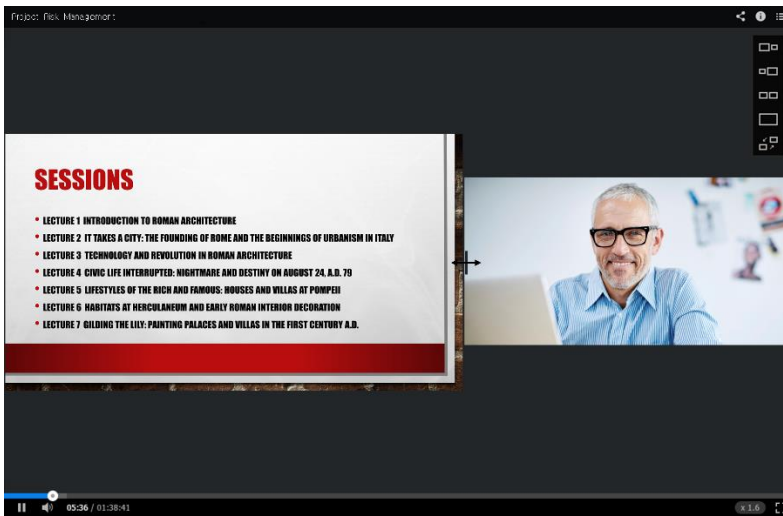 Project Risk Management
SESSIONS
• LECTURE 1 INTRODUCTION TO ROMAN ARCHITECTURE
• LECTURE 2 IT TAKES A CITY: THE FOUNDING OF ROME AND THE BEGINNINGS OF URBANISM IN ITALY
• LECTURE 3 TECHNOLOGY AND REVOLUTION IN ROMAN ARCHITECTURE
• LECTURE 4 CIVIC LIFE INTERRUPTED: NIGHTMARE AND DESTINY ON AUGUST 24, A.D. 79
• LECTURE 5 LIFESTYLES OF THE RICH AND FAMOUS: HOUSES AND VILLAS AT POMPEII
• LECTURE 6 HABITATS AT HERCULANEUM AND EARLY ROMAN INTERIOR DECORATION
• LECTURE 7 GILDING THE LILY: PAINTING PALACES AND VILLAS IN THE FIRST CENTURY A.D.
05:36 / 01:38:41
x 1.6